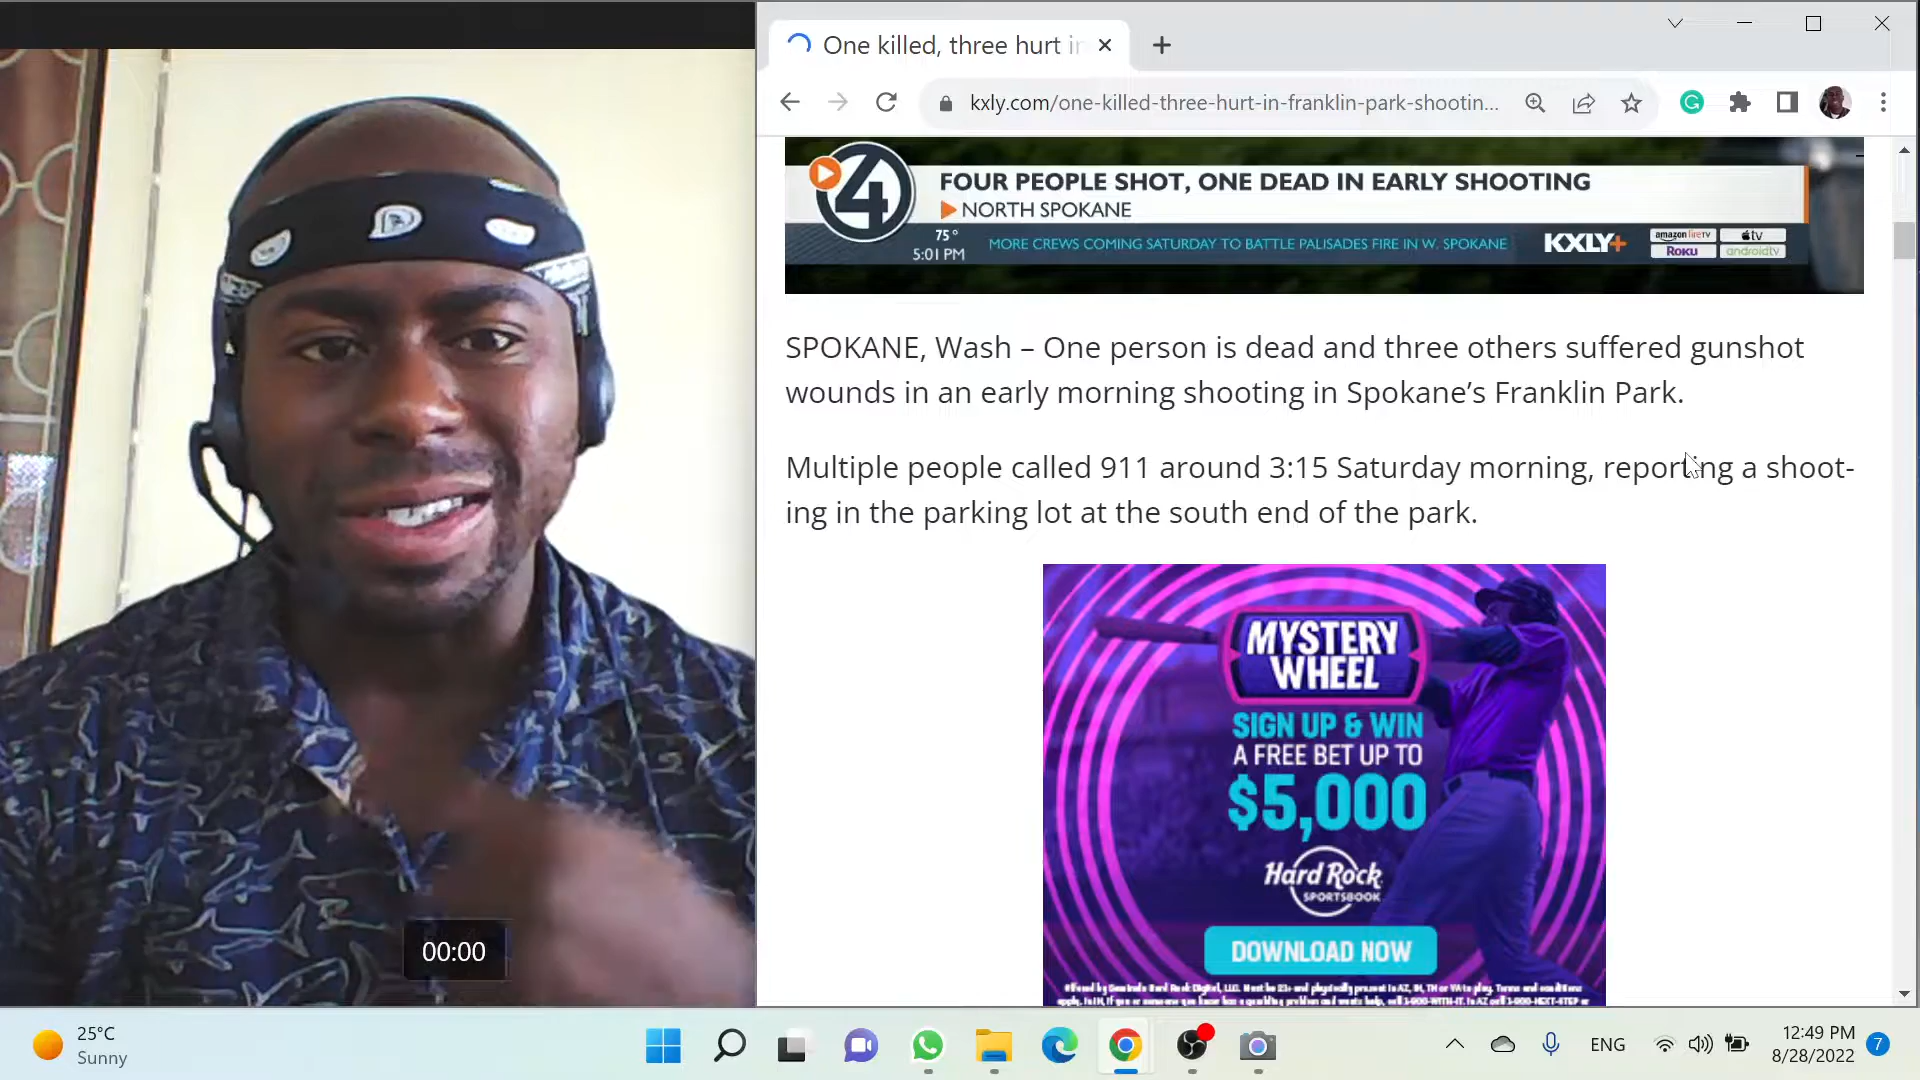 One killed, three hurt in
kxly.com/one-killed-three-hurt-in-franklin-park-shootin...
4
FOUR PEOPLE SHOT, ONE DEAD IN EARLY SHOOTING
NORTH SPOKANE
75°
5:01 PM
MORE CREWS COMING SATURDAY TO BATTLE PALISADES FIRE IN W. SPOKANE
KXLY+
amazon fireTV
tv
Roku
androidtv
SPOKANE, Wash – One person is dead and three others suffered gunshot
wounds in an early morning shooting in Spokane’s Franklin Park.
Multiple people called 911 around 3:15 Saturday morning, reporting a shoot-
ing in the parking lot at the south end of the park.
MYSTERY
WHEEL
SIGN UP & WIN
A FREE BET UP TO
$5,000
Hard Rock
SPORTSBOOK
DOWNLOAD NOW
00:00
25°C
Sunny
ENG
12:49 PM
8/28/2022
7